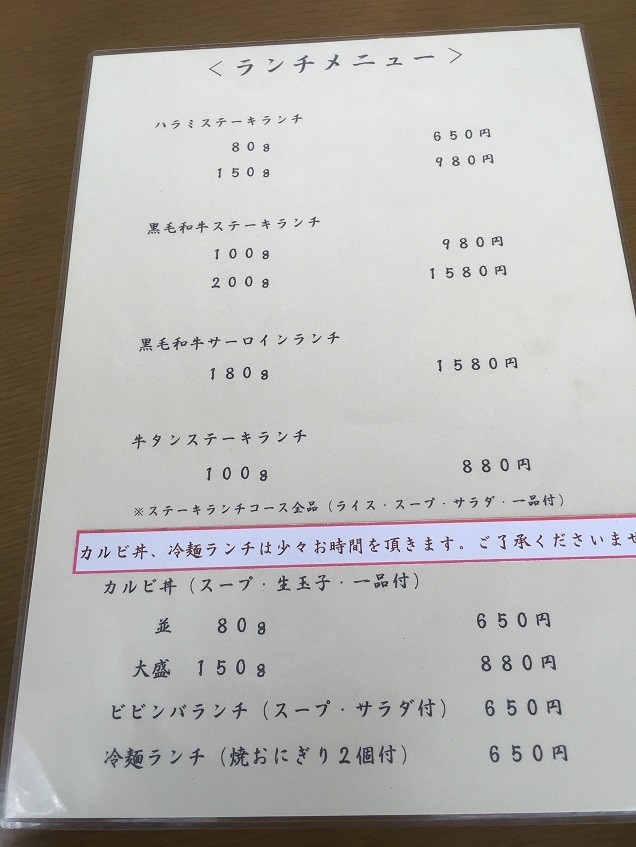 ＜ランチメニュー＞
ハラミステーキランチ
８０ｇ　６５０円
１５０ｇ　９８０円
黒毛和牛ステーキランチ
１００ｇ　９８０円
２００ｇ　１５８０円
黒毛和牛サーロインランチ
１８０ｇ　１５８０円
牛タンステーキランチ
１００ｇ　８８０円
※ステーキランチコース全品（ライス・スープ・サラダ・一品付）
カルビ丼、冷麺ランチは少々お時間を頂きます。ご了承くださいませ
カルビ丼（スープ・生玉子・一品付）
並　８０ｇ　６５０円
大盛　１５０ｇ　８８０円
ビビンバランチ（スープ・サラダ付）　６５０円
冷麺ランチ（焼おにぎり２個付）　６５０円